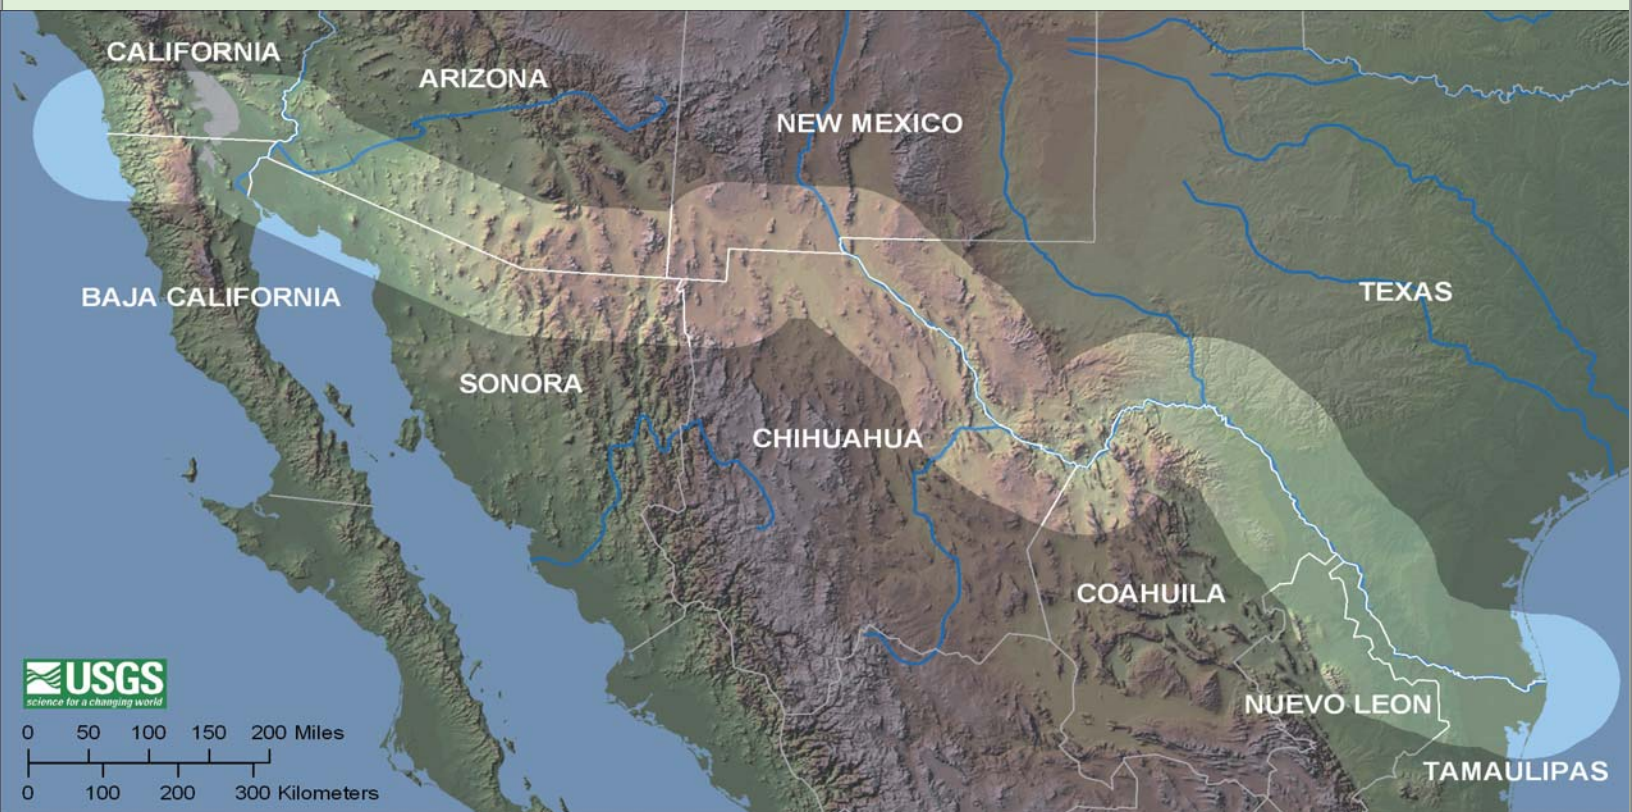 CALIFORNIA
ARIZONA
NEW MEXICO
TEXAS
BAJA CALIFORNIA
SONORA
CHIHUAHUA
COAHUILA
NUEVO LEON
TAMAULIPAS
USGS
science for a changing world
0 50 100 150 200 Miles
0 100 200 300 Kilometers